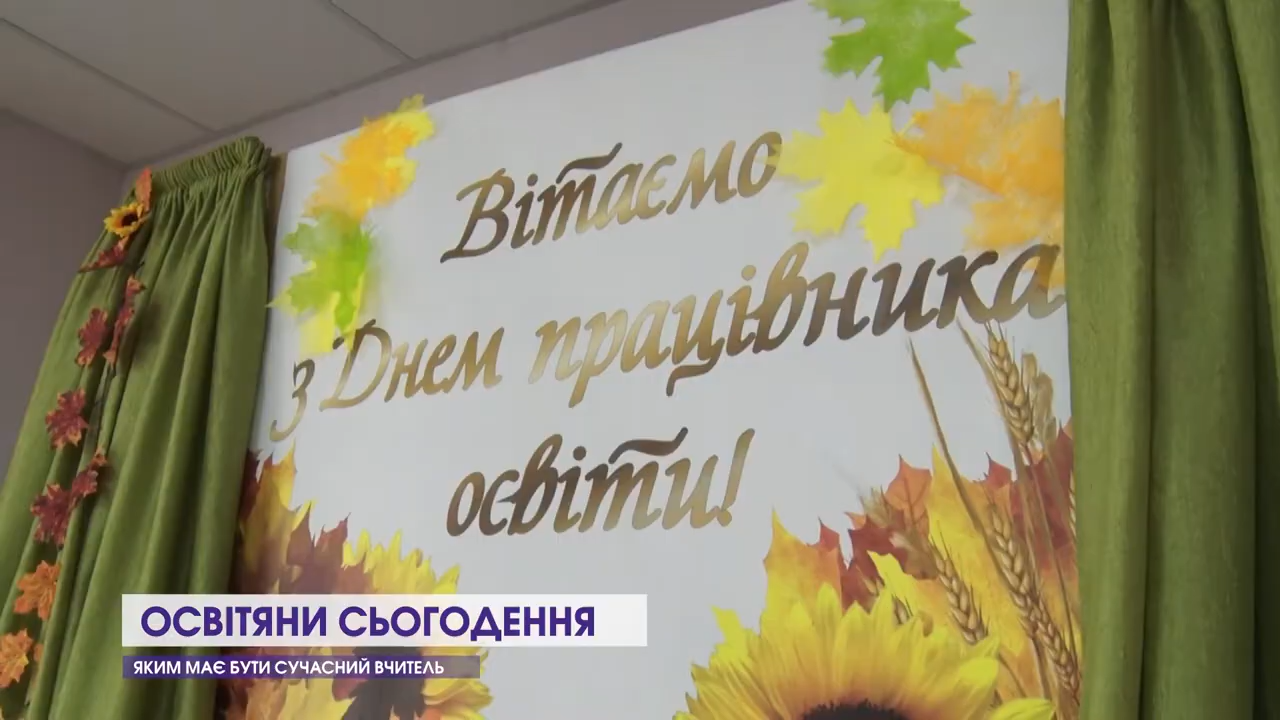 Вітаємо
з Днем працівника
освіти!
ОСВІТЯНИ СЬОГОДЕННЯ
ЯКИМ МАЄ БУТИ СУЧАСНИЙ ВЧИТЕЛЬ